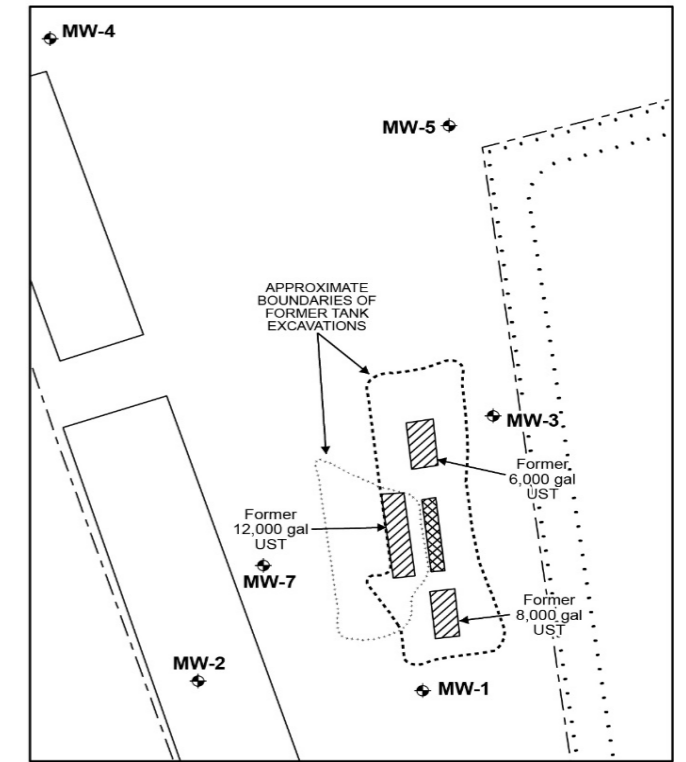 MW-4
MW-5
APPROXIMATE
BOUNDARIES OF
FORMER TANK
EXCAVATIONS
MW-3
Former
6,000 gal
UST
Former
12,000 gal
UST
MW-7
Former
8,000 gal
UST
MW-2
MW-1